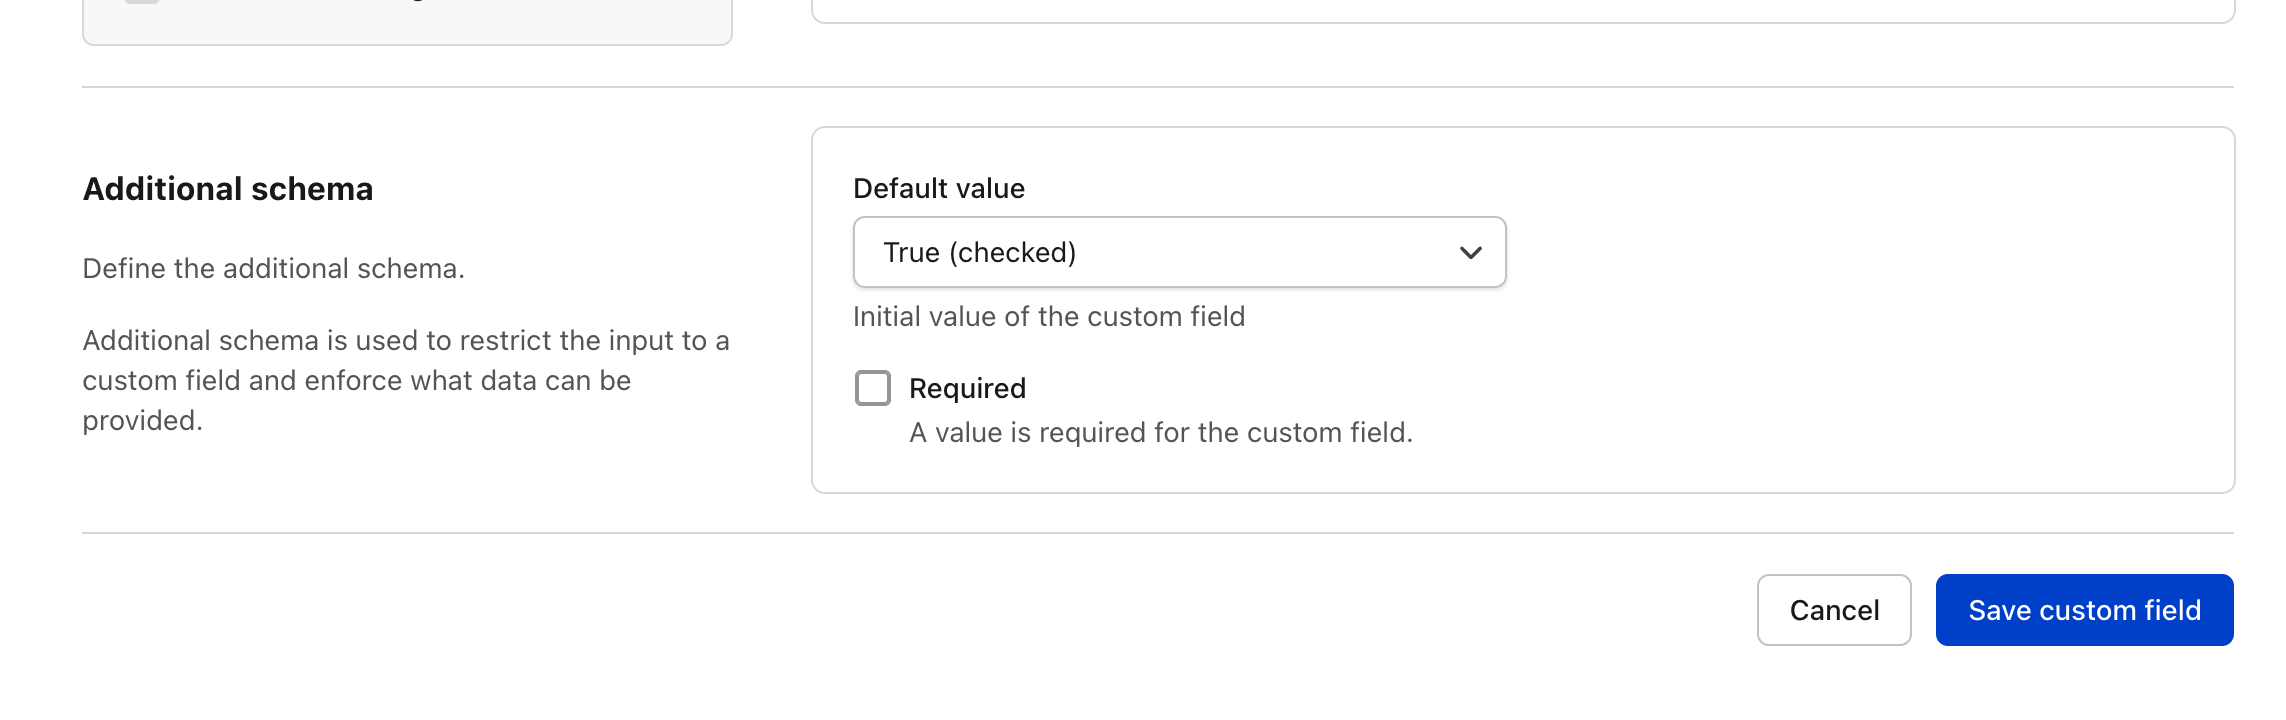 Additional schema
Define the additional schema.
Additional schema is used to restrict the input to a
custom field and enforce what data can be
provided.
Default value
True (checked)
Initial value of the custom field
Required
A value is required for the custom field.
Cancel
Save custom field